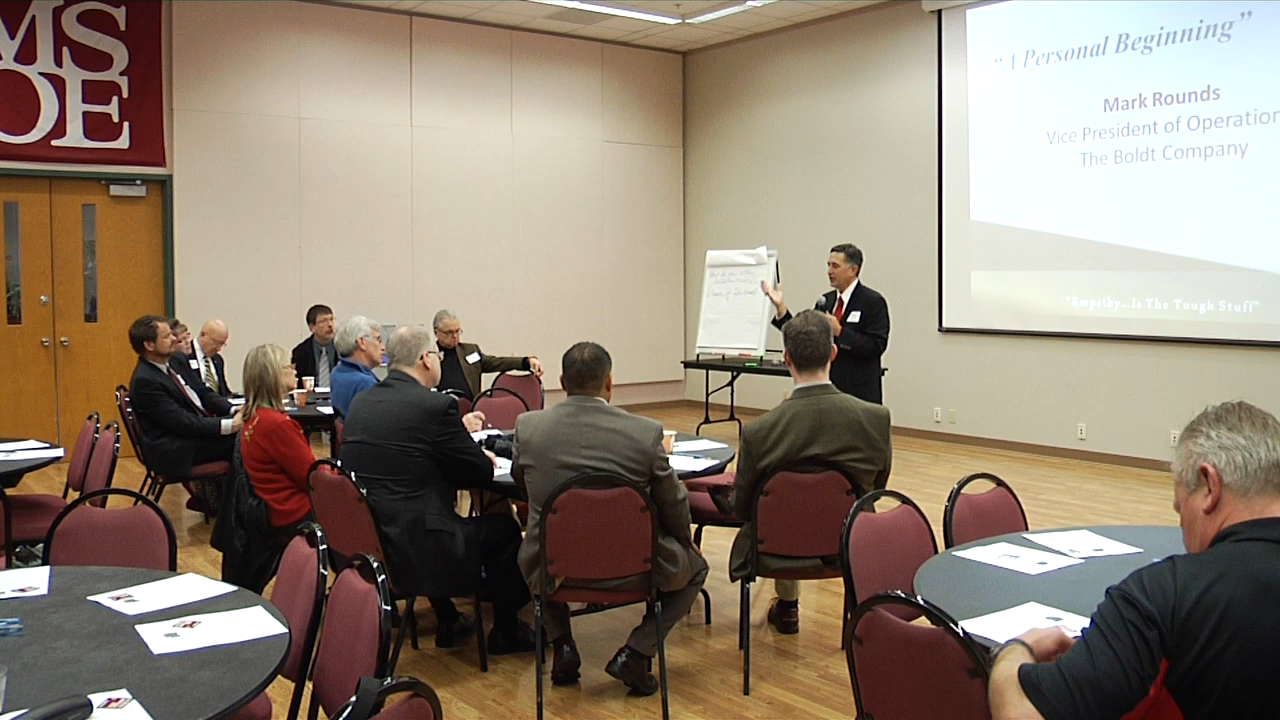 MS
OE
“A Personal Beginning”
Mark Rounds
Vice President of Operation
The Boldt Company
“Empathy...Is The Tough Stuff”